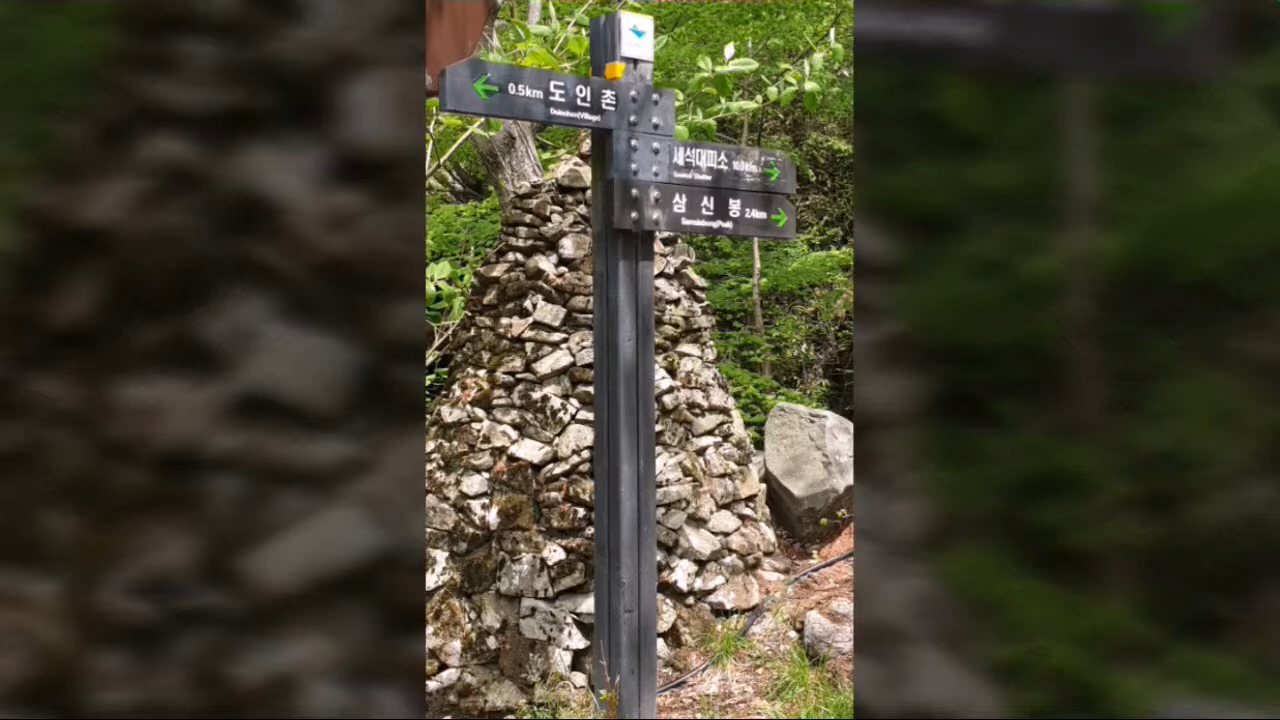 0.5km 도인촌
Doinchon(Village)
세석대피소 10.0km
Seseok Shelter
삼신봉 2.4km
Samsinbong(Peak)